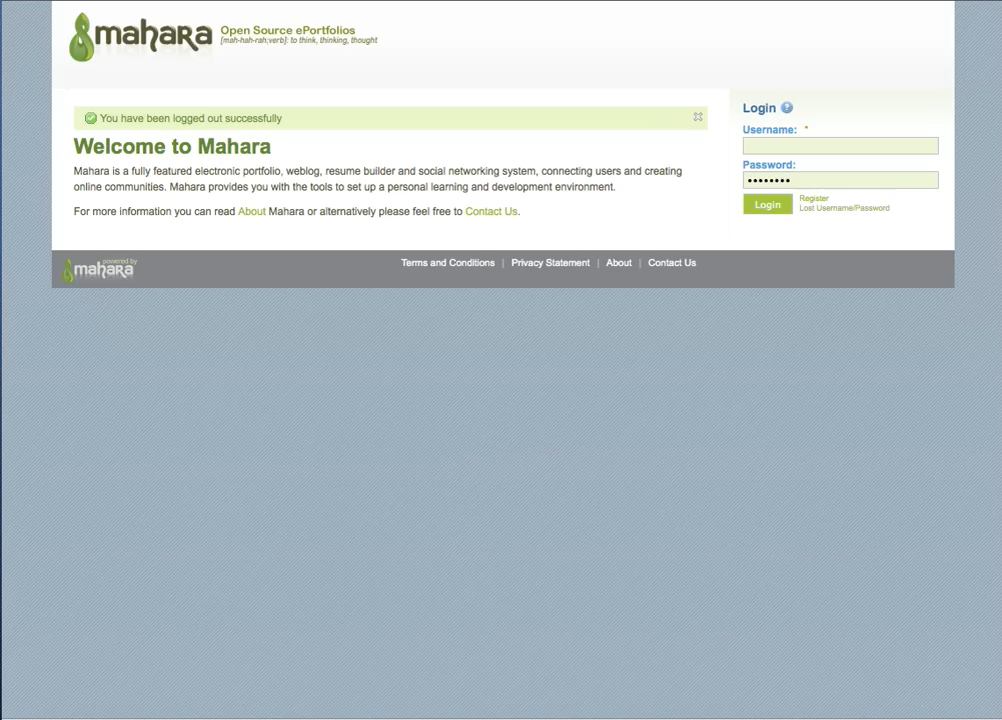 mahara
Open Source ePortfolios
[mah-hah-rah;verb]: to think, thinking, thought
You have been logged out successfully
Welcome to Mahara
Mahara is a fully featured electronic portfolio, weblog, resume builder and social networking system, connecting users and creating
online communities. Mahara provides you with the tools to set up a personal learning and development environment.
For more information you can read About Mahara or alternatively please feel free to Contact Us.
Login ?
Username: *
Password:
••••••••
Login
Register
Lost Username/Password
powered by
mahara
Terms and Conditions | Privacy Statement | About | Contact Us